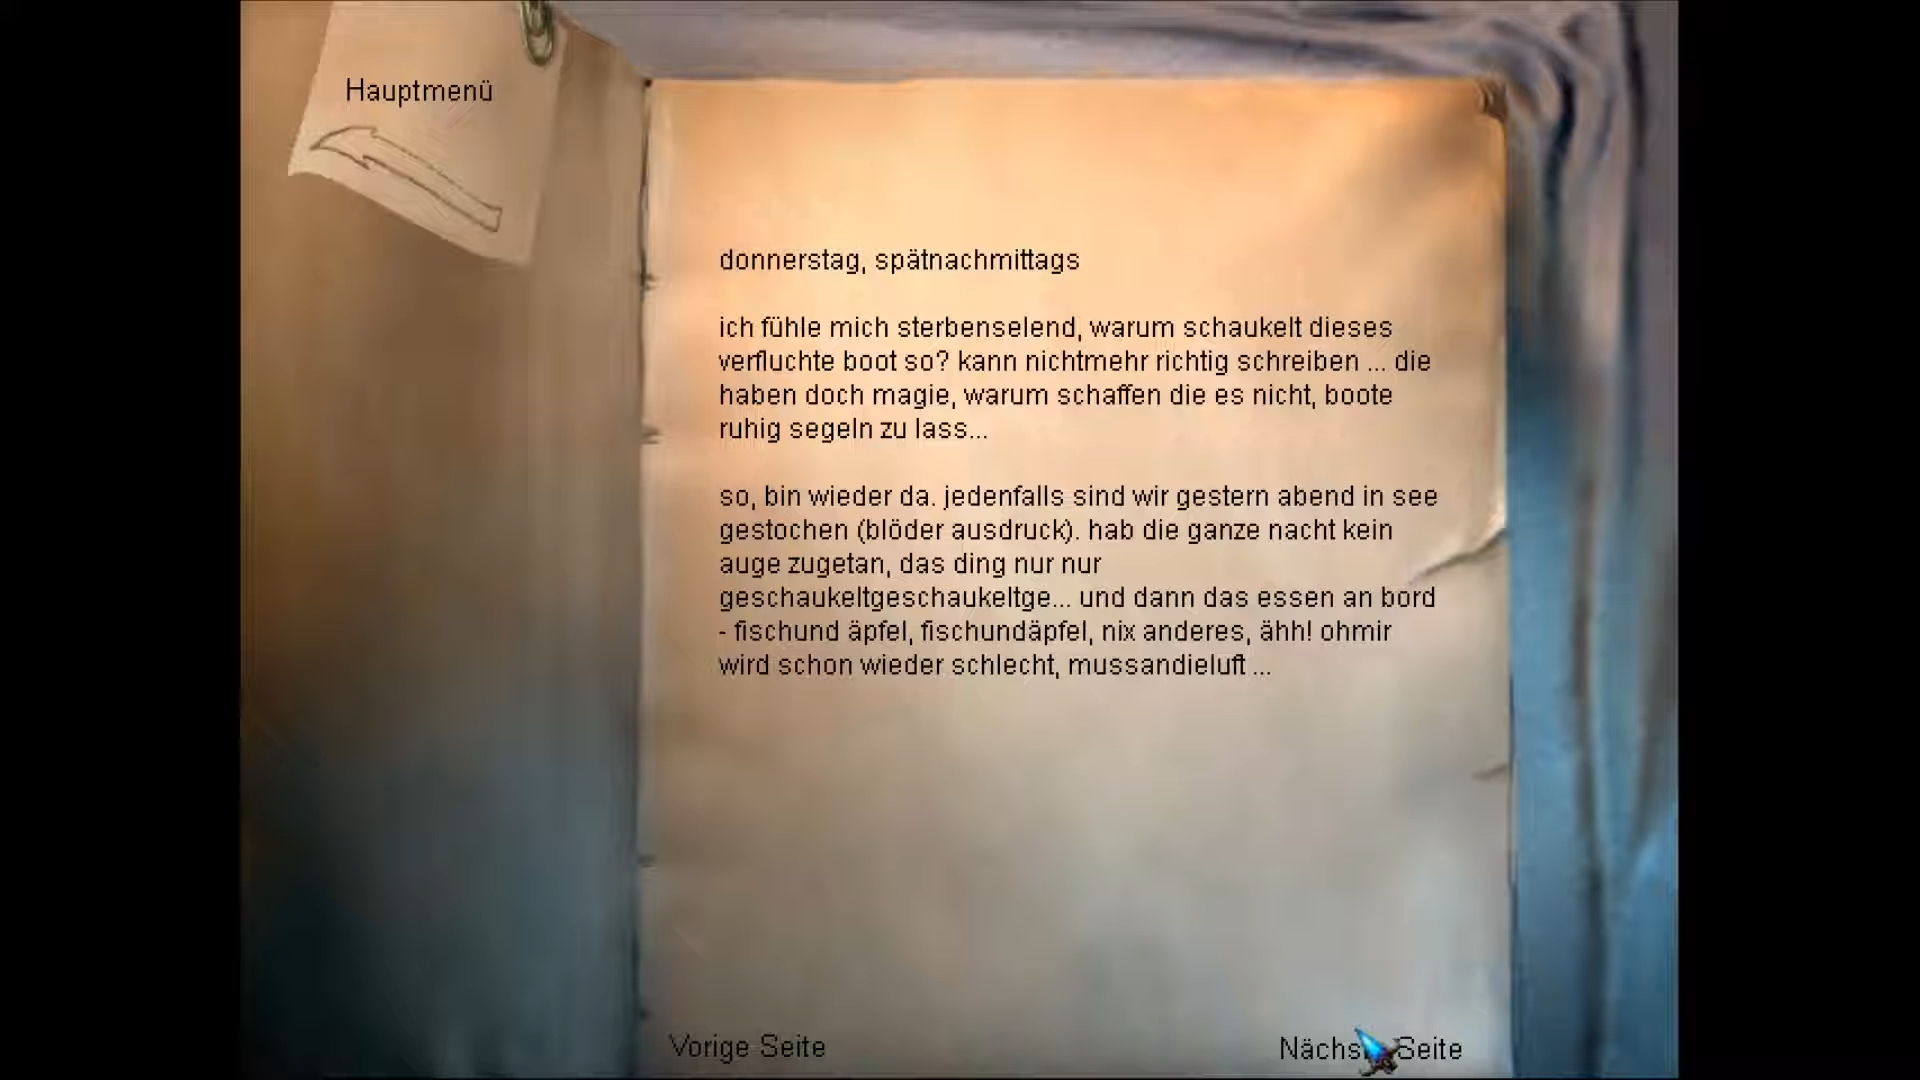 Hauptmenü
donnerstag, spätnachmittags
ich fühle mich sterbenselend, warum schaukelt dieses
verfluchte boot so? kann nichtmehr richtig schreiben ... die
haben doch magie, warum schaffen die es nicht, boote
ruhig segeln zu lass...
so, bin wieder da. jedenfalls sind wir gestern abend in see
gestochen (blöder ausdruck). hab die ganze nacht kein
auge zugetan, das ding nur nur
geschaukeltgeschaukeltge... und dann das essen an bord
- fischund äpfel, fischundäpfel, nix anderes, ähh! ohmir
wird schon wieder schlecht, mussandieluft ...
Vorige Seite
Seite